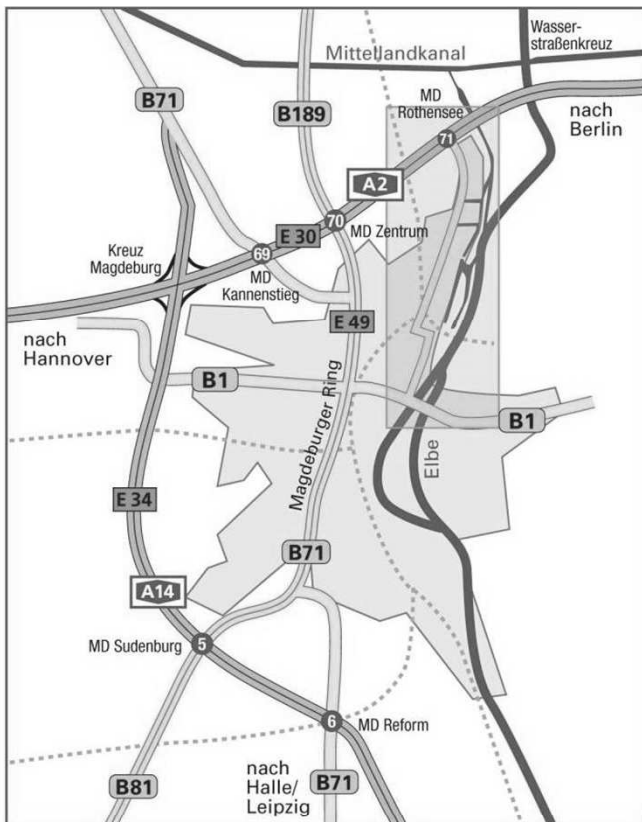 Wasser-
straßenkreuz
Mittellandkanal
B71
B189
MD
Rothensee
nach
Berlin
71
A2
70
MD Zentrum
E 30
69
Kreuz
Magdeburg
MD
Kannenstieg
nach
Hannover
E 49
B1
B1
Magdeburger Ring
Elbe
E 34
B71
A14
MD Sudenburg
5
6
MD Reform
nach
Halle/
Leipzig
B81
B71